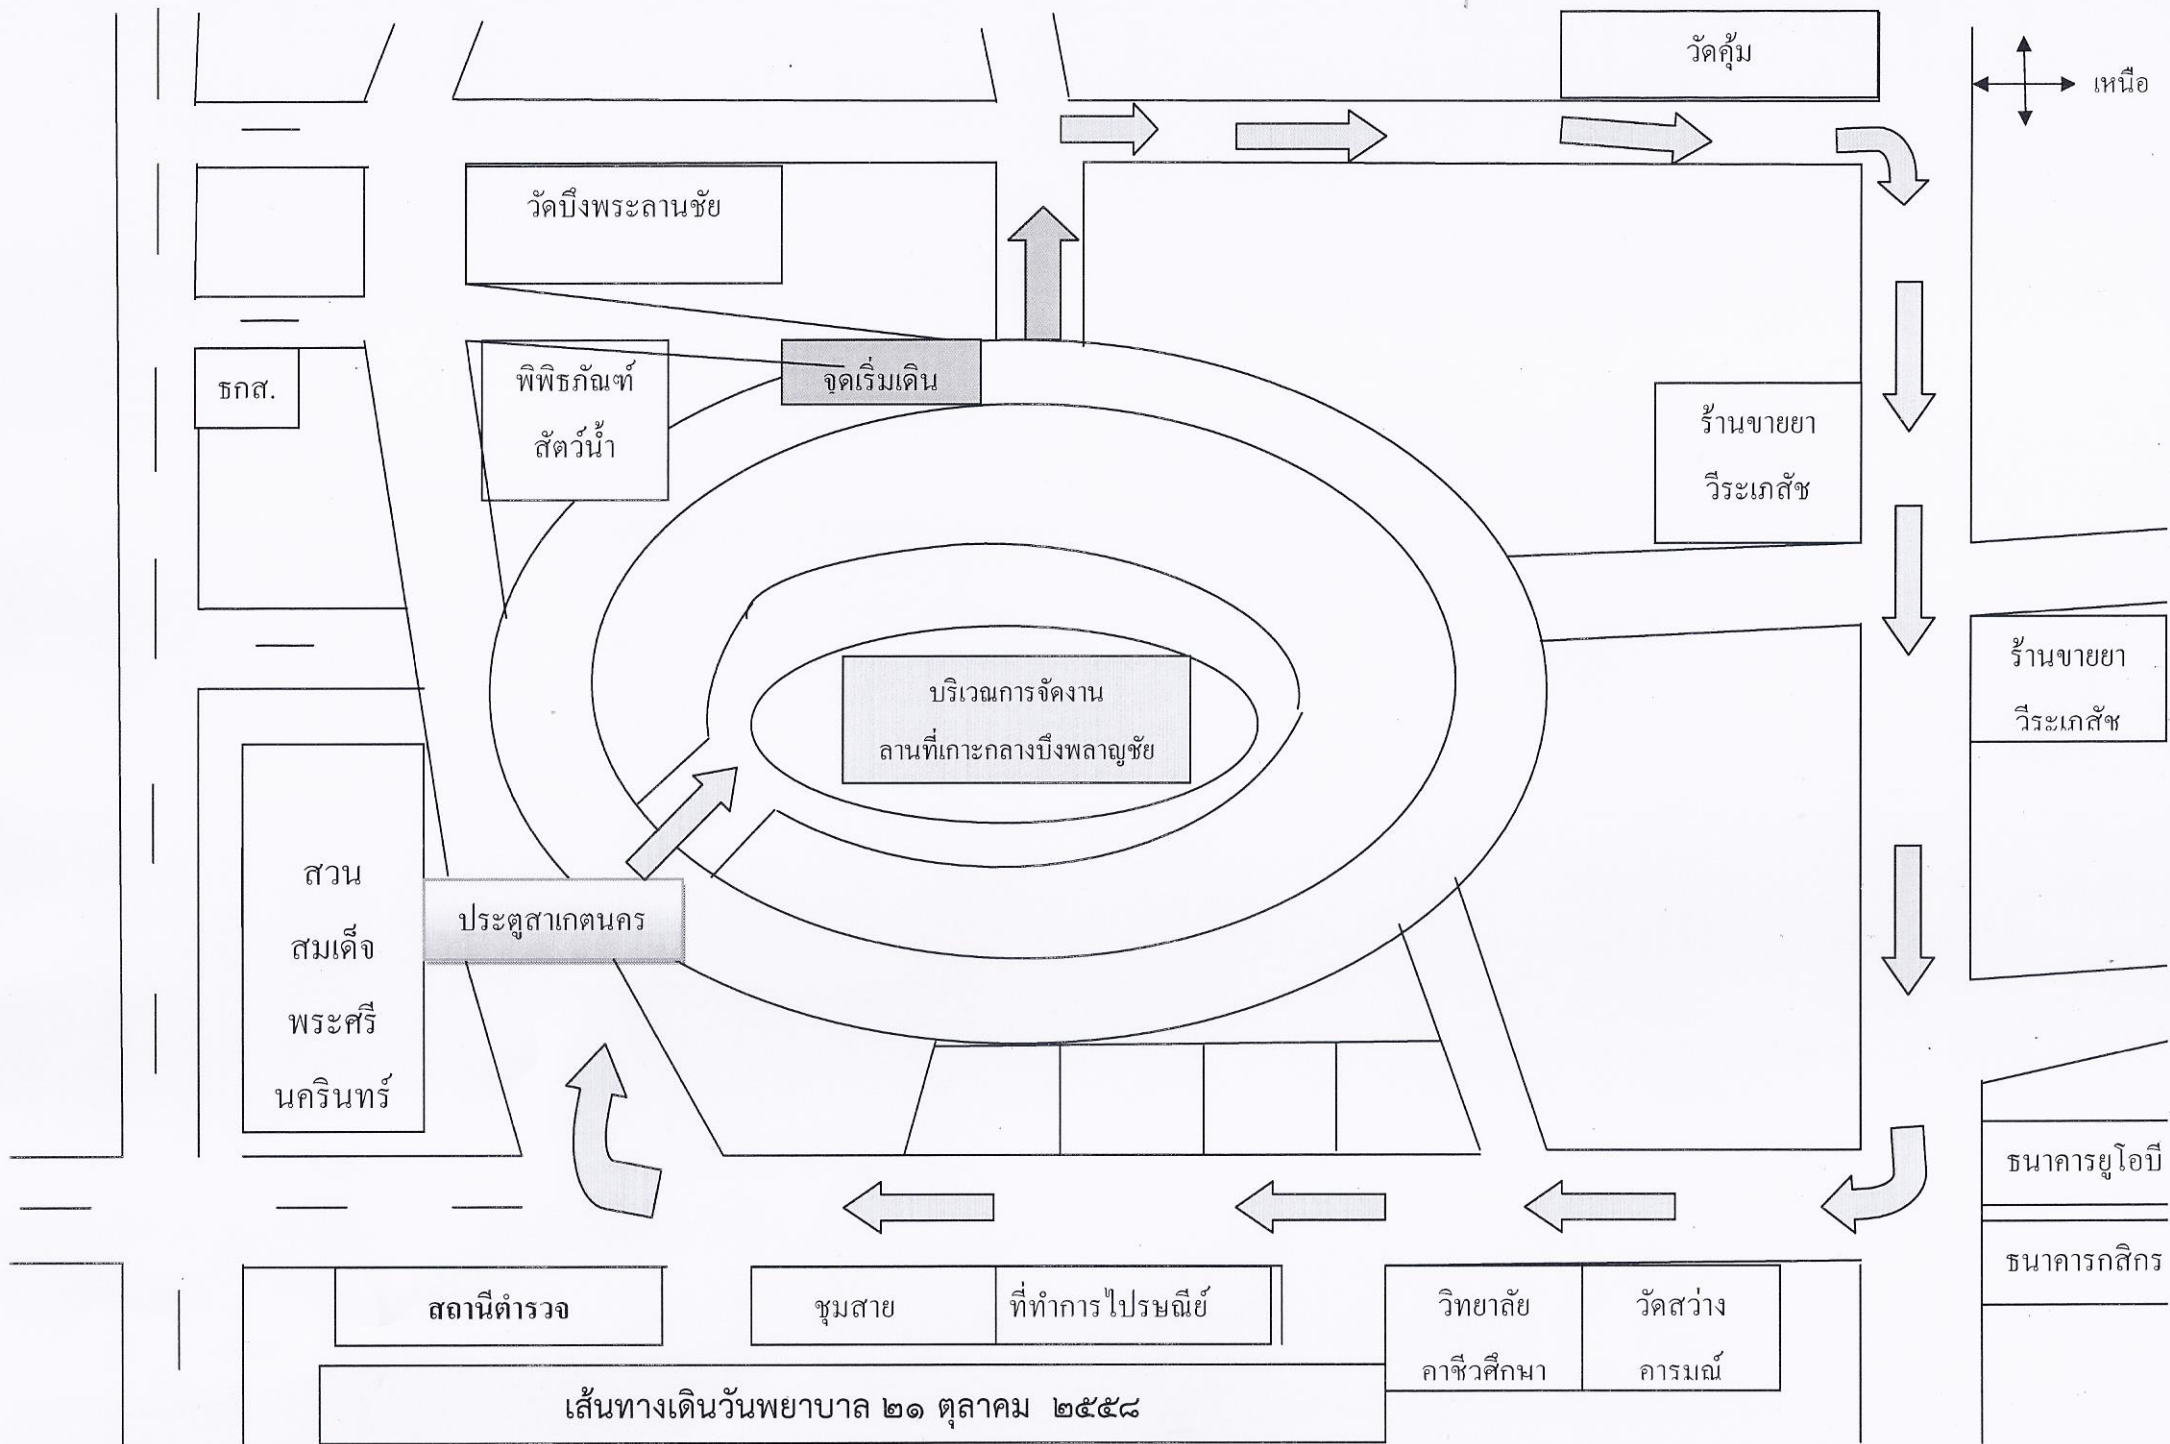 วัดคุ้ม
เหนือ
วัดบึงพระลานชัย
ธกส.
พิพิธภัณฑ์
สัตว์น้ำ
จุดเริ่มเดิน
ร้านขายยา
วีระเภสัช
บริเวณการจัดงาน
ลานที่เกาะกลางบึงพลาญชัย
ร้านขายยา
วีระเภสัช
สวน
สมเด็จ
พระศรี
นครินทร์
ประตูสาเกตนคร
ธนาคารยูโอบี
ธนาคารกสิกร
สถานีตำรวจ
ชุมสาย
ที่ทำการไปรษณีย์
วิทยาลัย
อาชีวศึกษา
วัดสว่าง
อารมณ์
เส้นทางเดินวันพยาบาล ๒๑ ตุลาคม ๒๕๕๘